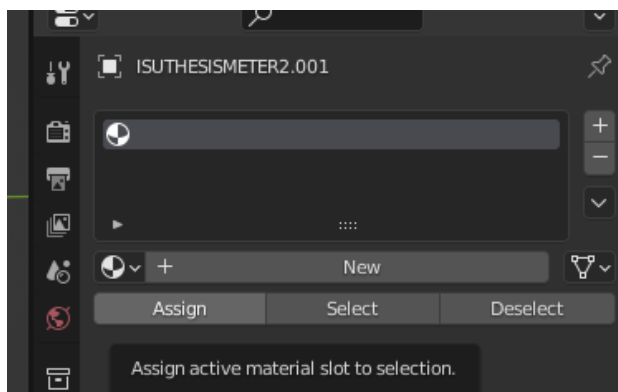 ISUTHESISMETER2.001
New
Assign Select Deselect
Assign active material slot to selection.